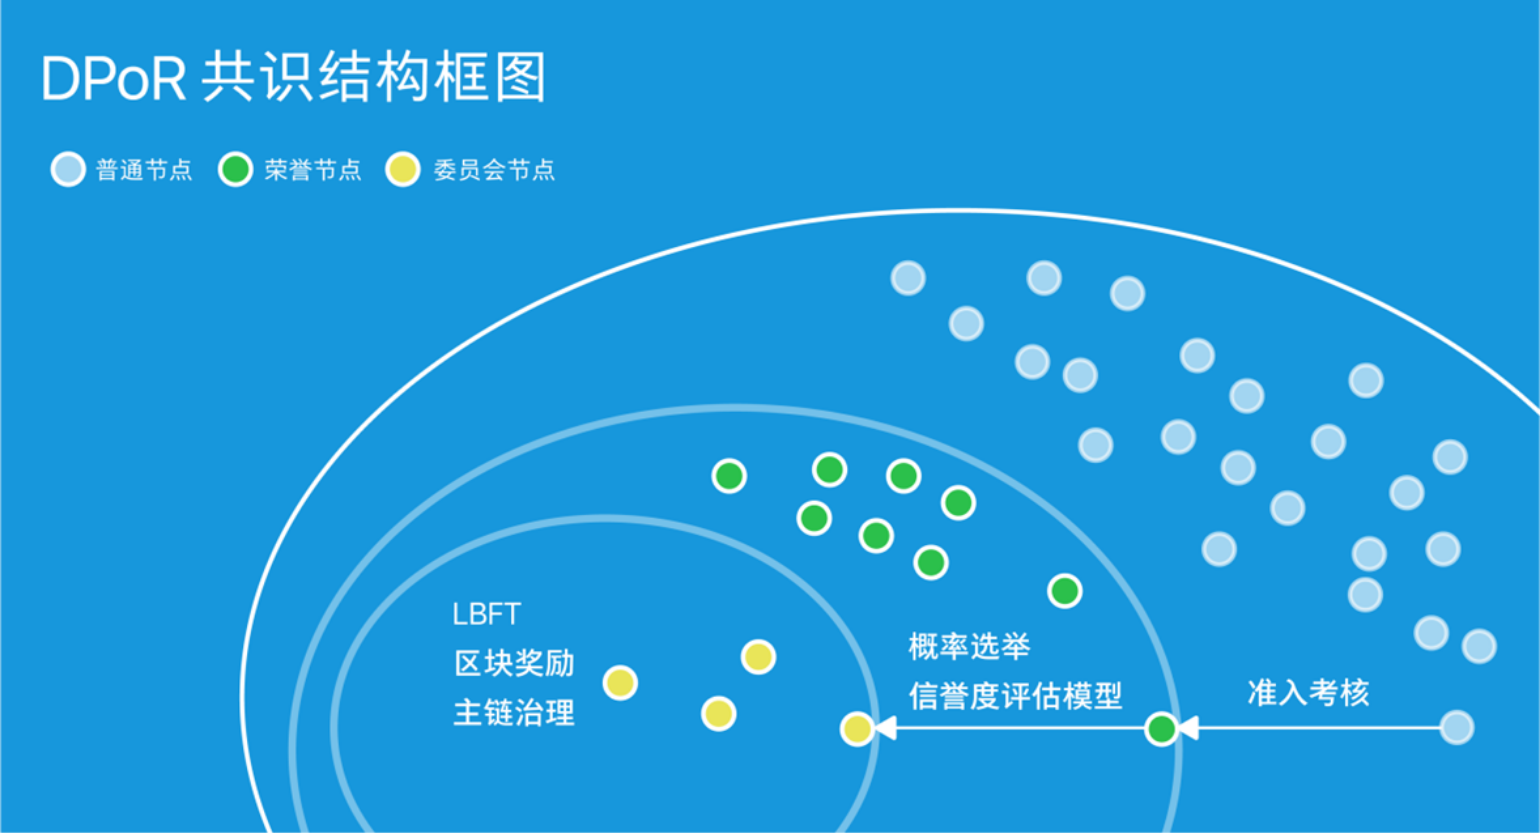 DPoR 共识结构框图
普通节点 荣誉节点 委员会节点
LBFT
区块奖励
主链治理
概率选举
信誉度评估模型
准入考核